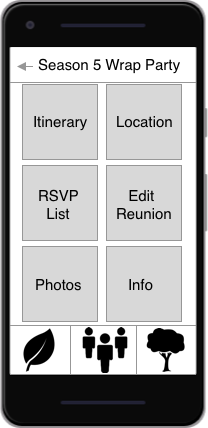 Season 5 Wrap Party
Itinerary
Location
RSVP
List
Edit
Reunion
Photos
Info